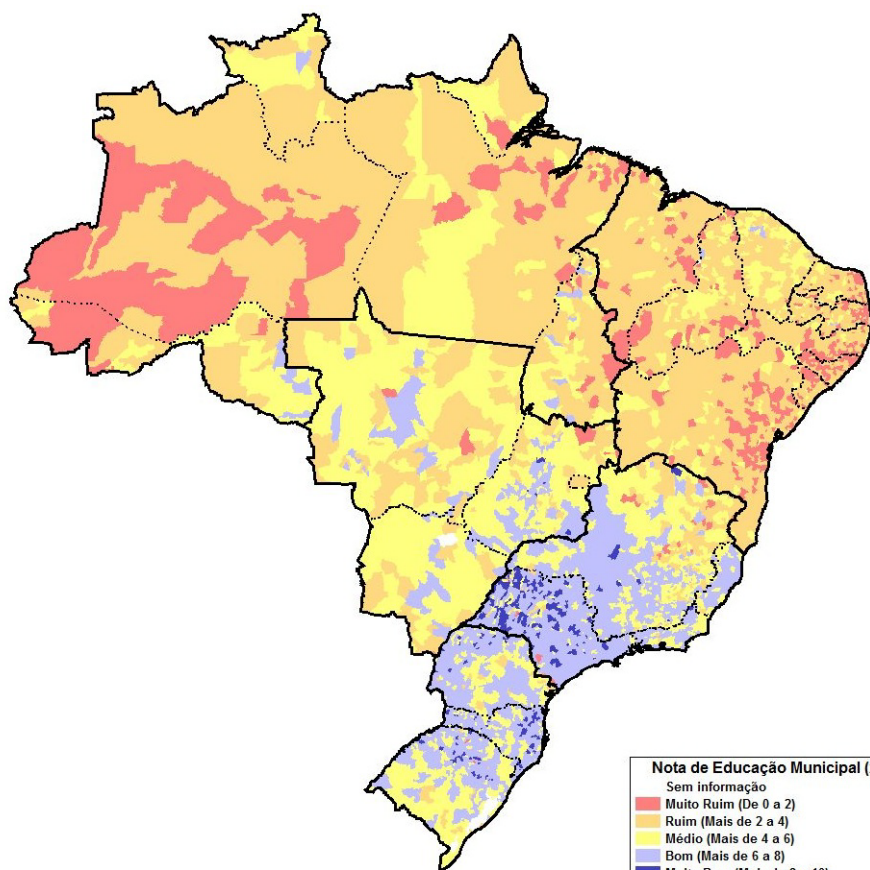 Nota de Educação Municipal (
Sem informação
Muito Ruim (De 0 a 2)
Ruim (Mais de 2 a 4)
Médio (Mais de 4 a 6)
Bom (Mais de 6 a 8)